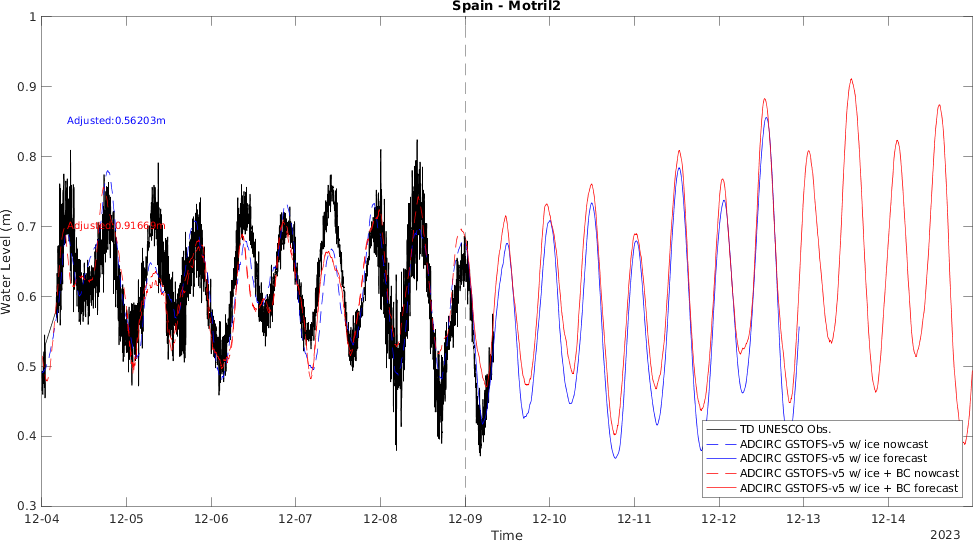 Spain - Motril2
1
0.9
0.8
0.7
0.6
0.5
0.4
0.3
Water Level (m)
Adjusted:0.56203m
TD UNESCO Obs.
ADCIRC GSTOFS-v5 w/ ice nowcast
ADCIRC GSTOFS-v5 w/ ice forecast
ADCIRC GSTOFS-v5 w/ ice + BC nowcast
ADCIRC GSTOFS-v5 w/ ice + BC forecast
12-04 12-05 12-06 12-07 12-08 12-09 12-10 12-11 12-12 12-13 12-14
Time
2023